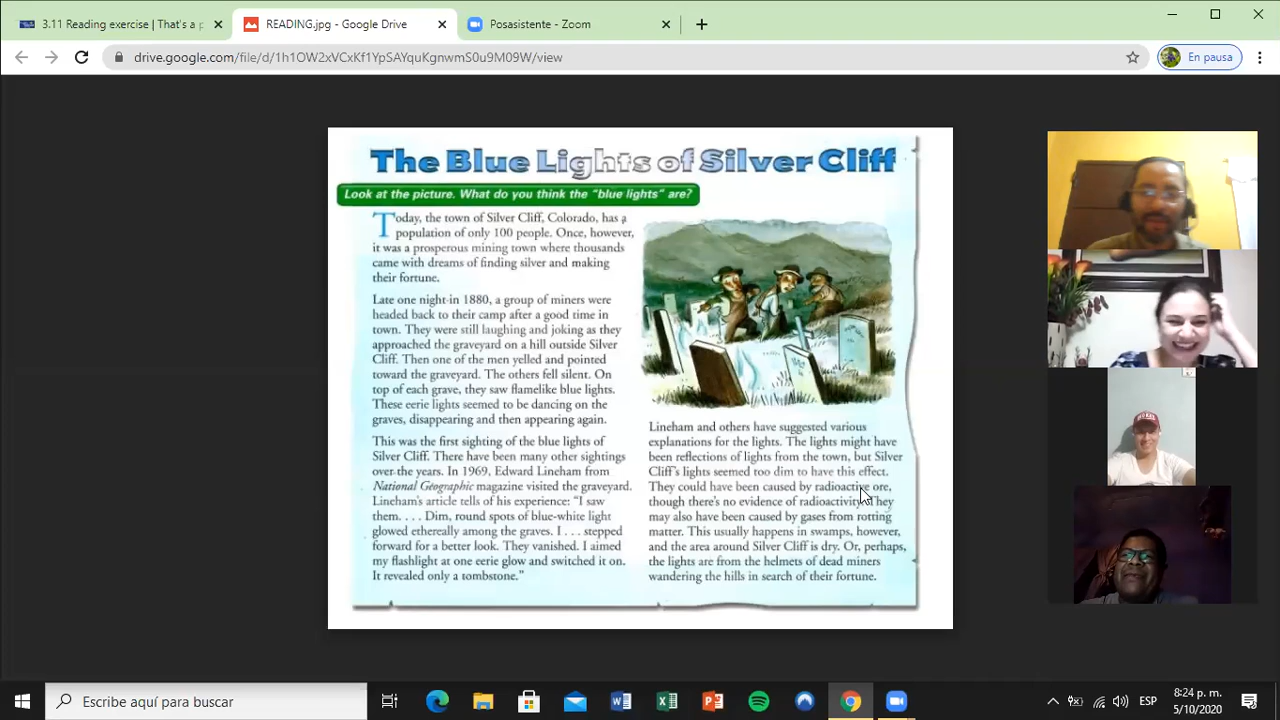 3.11 Reading exercise | That's a p
READING.jpg - Google Drive
Posasistente - Zoom
drive.google.com/file/d/1h1OW2xVCxKf1YpSAYquKgnwmS0u9M09W/view
En pausa
The Blue Lights of Silver Cliff
Look at the picture. What do you think the "blue lights" are?
Today, the town of Silver Cliff, Colorado, has a
population of only 100 people. Once, however,
it was a prosperous mining town where thousands
came with dreams of finding silver and making
their fortune.
Late one night in 1880, a group of miners were
headed back to their camp after a good time in
town. They were still laughing and joking as they
approached the graveyard on a hill outside Silver
Cliff. Then one of the men yelled and pointed
toward the graveyard. The others fell silent. On
top of each grave, they saw flamelike blue lights.
These eerie lights seemed to be dancing on the
graves, disappearing and then appearing again.
This was the first sighting of the blue lights of
Silver Cliff. There have been many other sightings
over the years. In 1969, Edward Lineham from
National Geographic magazine visited the graveyard.
Lineham's article tells of his experience: "I saw
them. . . . Dim, round spots of blue-white light
glowed ethereally among the graves. I . . . stepped
forward for a better look. They vanished. I aimed
my flashlight at one eerie glow and switched it on.
It revealed only a tombstone."
Lineham and others have suggested various
explanations for the lights. The lights might have
been reflections of lights from the town, but Silver
Cliff's lights seemed too dim to have this effect.
They could have been caused by radioactive ore,
though there's no evidence of radioactivity. They
may also have been caused by gases from rotting
matter. This usually happens in swamps, however,
and the area around Silver Cliff is dry. Or, perhaps,
the lights are from the helmets of dead miners
wandering the hills in search of their fortune.
Escribe aquí para buscar
ESP
8:24 p. m.
5/10/2020